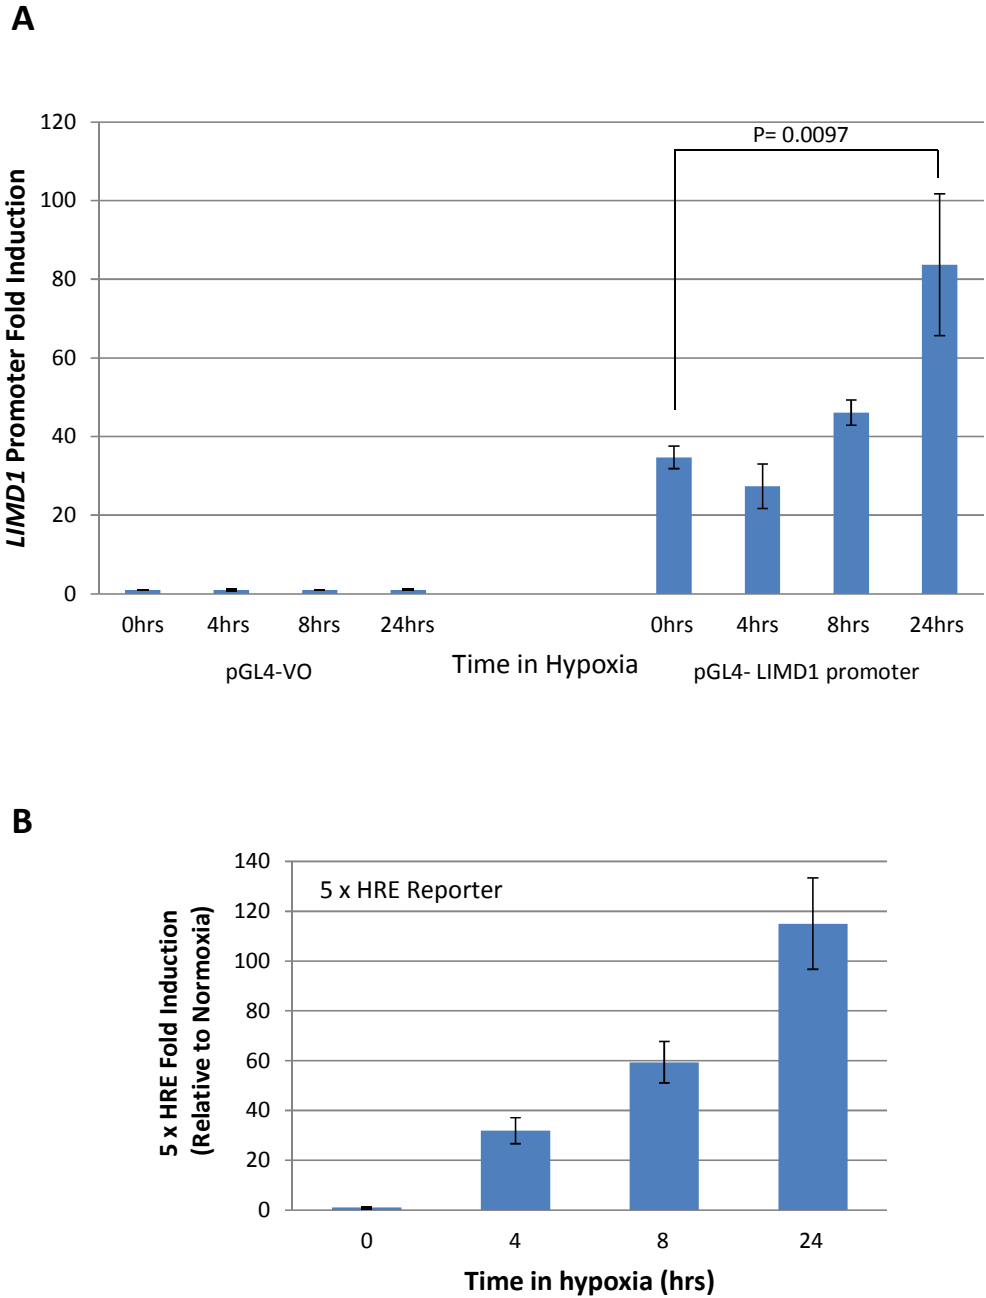 A
LIMD1 Promoter Fold Induction
120
100
80
60
40
20
0
P= 0.0097
0hrs 4hrs 8hrs 24hrs 0hrs 4hrs 8hrs 24hrs
pGL4-VO Time in Hypoxia pGL4- LIMD1 promoter
B
5 x HRE Fold Induction
(Relative to Normoxia)
140
120
100
80
60
40
20
0
5 x HRE Reporter
0 4 8 24
Time in hypoxia (hrs)